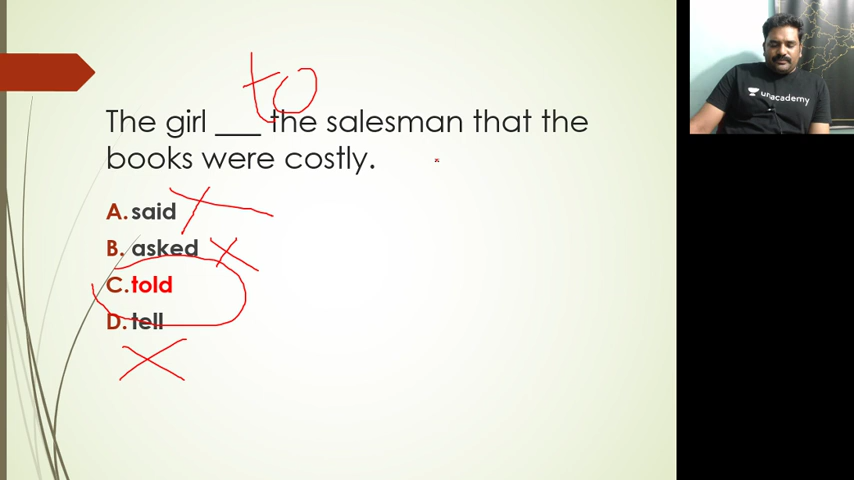 to
The girl ___ the salesman that the
books were costly.
A. said
B. asked
C. told
D. tell
unacademy